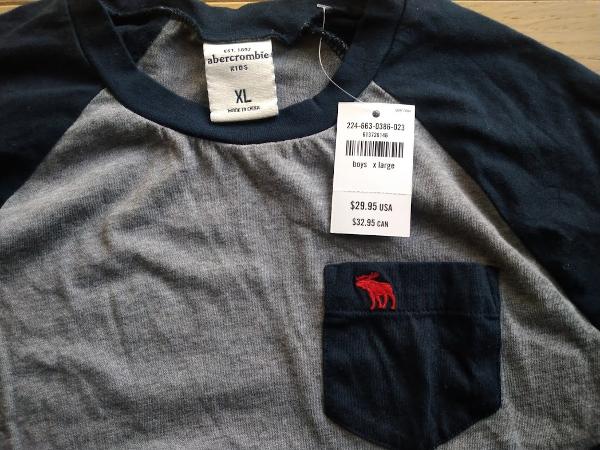 EST. 1892
abercrombie
KIDS
XL
MADE IN CHINA
224-663-0386-023
613726146
boys x large
$29.95 USA
$32.95 CAN